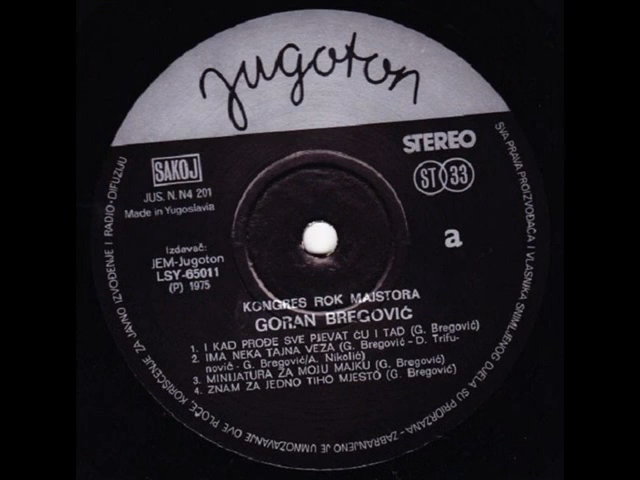 Jugoton
STEREO
SAKOJ
JUS. N. N4 201
Made in Yugoslavia
ST 33
a
Izdavač:
JEM-Jugoton
LSY-65011
(P) 1975
KONGRES ROK MAJSTORA
GORAN BREGOVIĆ
1. I KAD PROĐE SVE PJEVAT ĆU I TAD (G. Bregović)
2. IMA NEKA TAJNA VEZA (G. Bregović - D. Trifu-
nović - G. Bregović/A. Nikolić)
3. MINIJATURA ZA MOJU MAJKU (G. Bregović)
4. ZNAM ZA JEDNO TIHO MJESTO (G. Bregović)
SVA PRAVA PROIZVOĐAČA I VLASNIKA SNIMLJENOG DJELA SU PRIDRŽANA - ZABRANJENO JE UMNOŽAVANJE OVE PLOČE, KORIŠĆENJE ZA JAVNO IZVOĐENJE I RADIO-DIFUZIJU